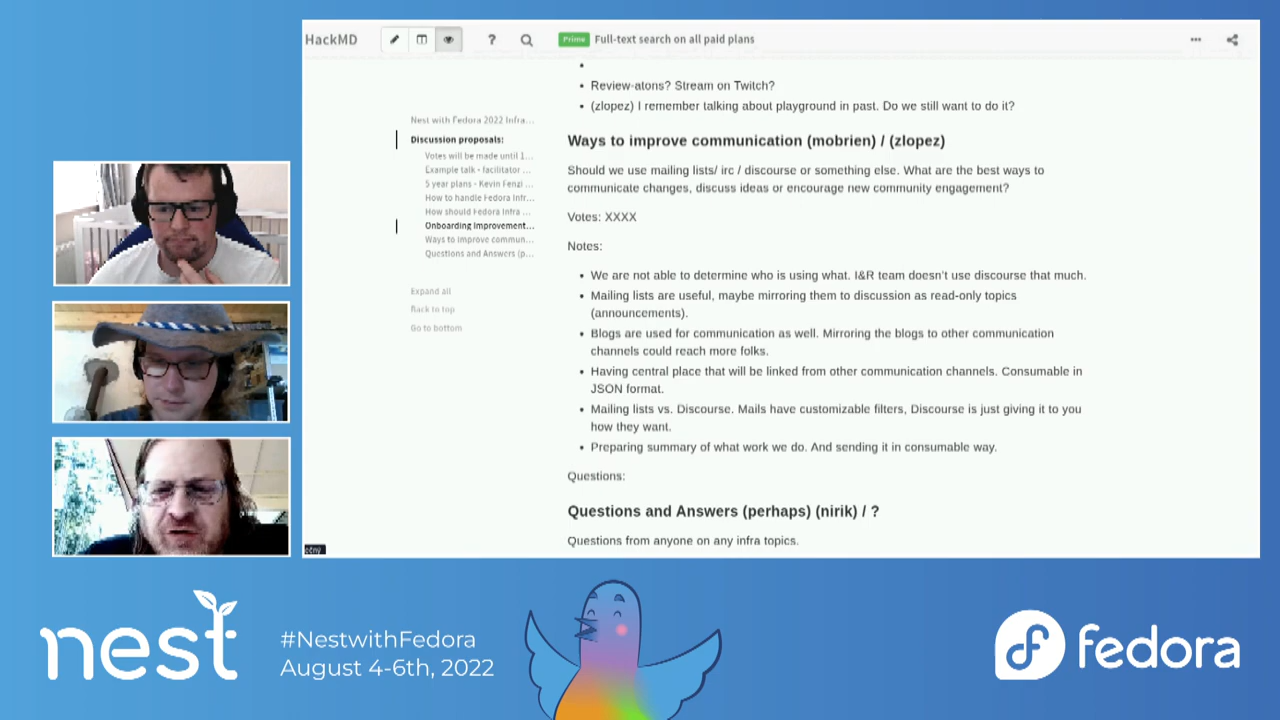 HackMD
Prime Full-text search on all paid plans
Nest with Fedora 2022 Infra...
Discussion proposals:
Votes will be made until 1...
Example talk - facilitator ...
5 year plans - Kevin Fenzi ...
How to handle Fedora Infr...
How should Fedora Infra ...
Onboarding Improvement...
Ways to improve commun...
Questions and Answers (p...
Expand all
Back to top
Go to bottom
Review-atons? Stream on Twitch?
(zlopez) I remember talking about playground in past. Do we still want to do it?
Ways to improve communication (mobrien) / (zlopez)
Should we use mailing lists/ irc / discourse or something else. What are the best ways to
communicate changes, discuss ideas or encourage new community engagement?
Votes: XXXX
Notes:
We are not able to determine who is using what. I&R team doesn't use discourse that much.
Mailing lists are useful, maybe mirroring them to discussion as read-only topics
(announcements).
Blogs are used for communication as well. Mirroring the blogs to other communication
channels could reach more folks.
Having central place that will be linked from other communication channels. Consumable in
JSON format.
Mailing lists vs. Discourse. Mails have customizable filters, Discourse is just giving it to you
how they want.
Preparing summary of what work we do. And sending it in consumable way.
Questions:
Questions and Answers (perhaps) (nirik) / ?
Questions from anyone on any infra topics.
nest
#NestwithFedora
August 4-6th, 2022
fedora